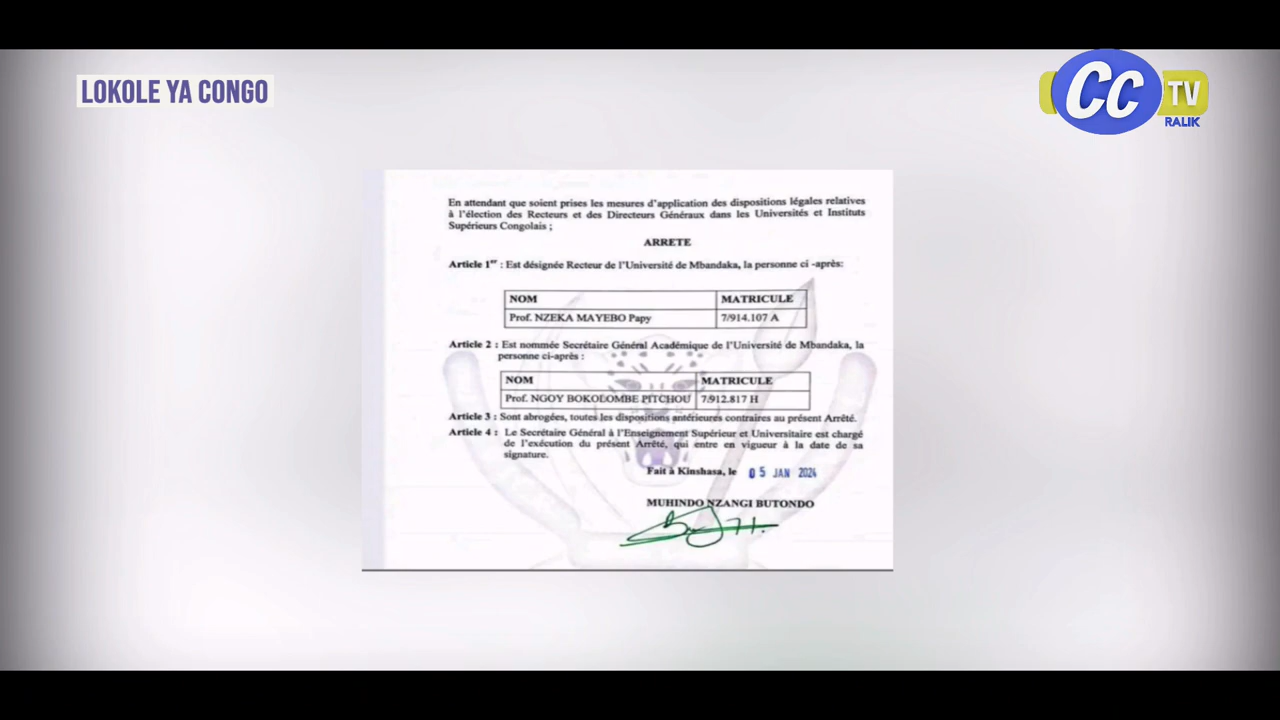 LOKOLE YA CONGO
CC TV
RALIK
En attendant que soient prises les mesures d'application des dispositions légales relatives
à l'élection des Recteurs et des Directeurs Généraux dans les Universités et Instituts
Supérieurs Congolais ;
ARRETE
Article 1er : Est désignée Recteur de l'Université de Mbandaka, la personne ci -après:
NOM MATRICULE
Prof. NZEKA MAYEBO Papy 7/914.107 A
Article 2 : Est nommée Secrétaire Général Académique de l'Université de Mbandaka, la
personne ci-après :
NOM MATRICULE
Prof. NGOY BOKOLOMBE PITCHOU 7/912.817 H
Article 3 : Sont abrogées, toutes les dispositions antérieures contraires au présent Arrêté.
Article 4 : Le Secrétaire Général à l'Enseignement Supérieur et Universitaire est chargé
de l'exécution du présent Arrêté, qui entre en vigueur à la date de sa
signature.
Fait à Kinshasa, le 05 JAN 2024
MUHINDO NZANGI BUTONDO